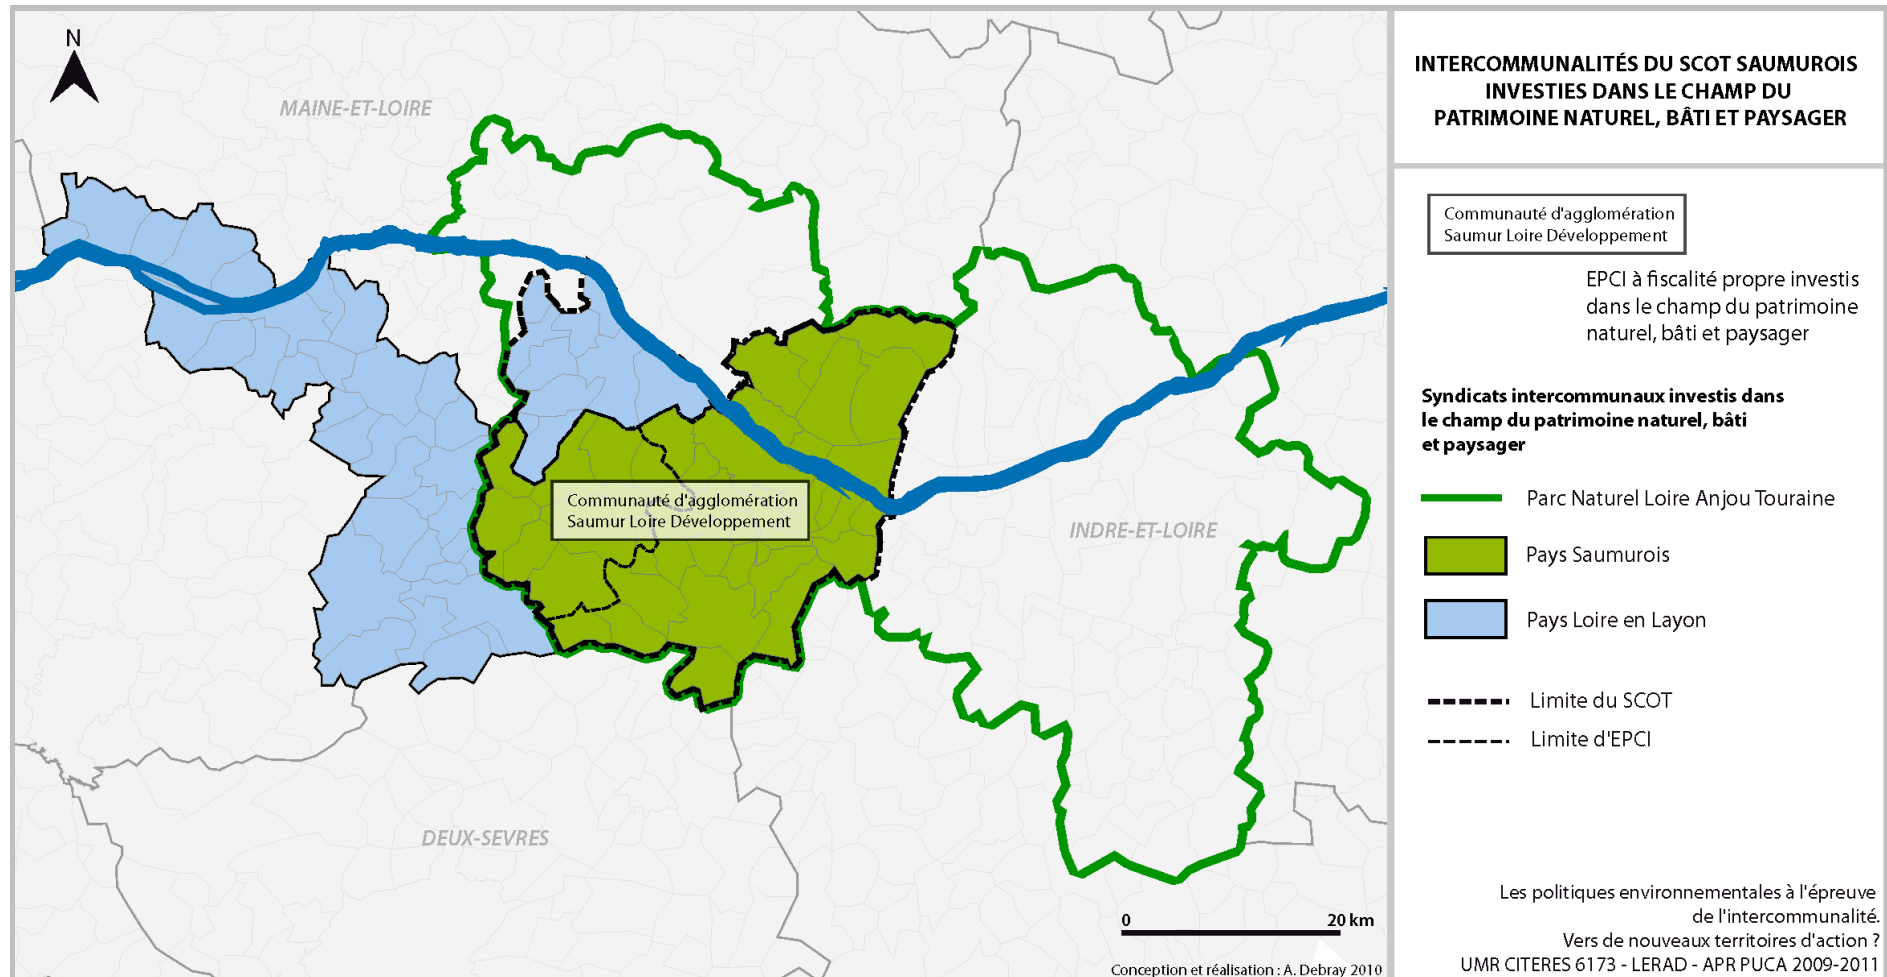 N
MAINE-ET-LOIRE
Communauté d'agglomération
Saumur Loire Développement
INDRE-ET-LOIRE
DEUX-SEVRES
0 20 km
Conception et réalisation : A. Debray 2010
INTERCOMMUNALITÉS DU SCOT SAUMUROIS
INVESTIES DANS LE CHAMP DU
PATRIMOINE NATUREL, BÂTI ET PAYSAGER
Communauté d'agglomération
Saumur Loire Développement
EPCI à fiscalité propre investis
dans le champ du patrimoine
naturel, bâti et paysager
Syndicats intercommunaux investis dans
le champ du patrimoine naturel, bâti
et paysager
Parc Naturel Loire Anjou Touraine
Pays Saumurois
Pays Loire en Layon
Limite du SCOT
Limite d'EPCI
Les politiques environnementales à l'épreuve
de l'intercommunalité.
Vers de nouveaux territoires d'action ?
UMR CITERES 6173 - LERAD - APR PUCA 2009-2011